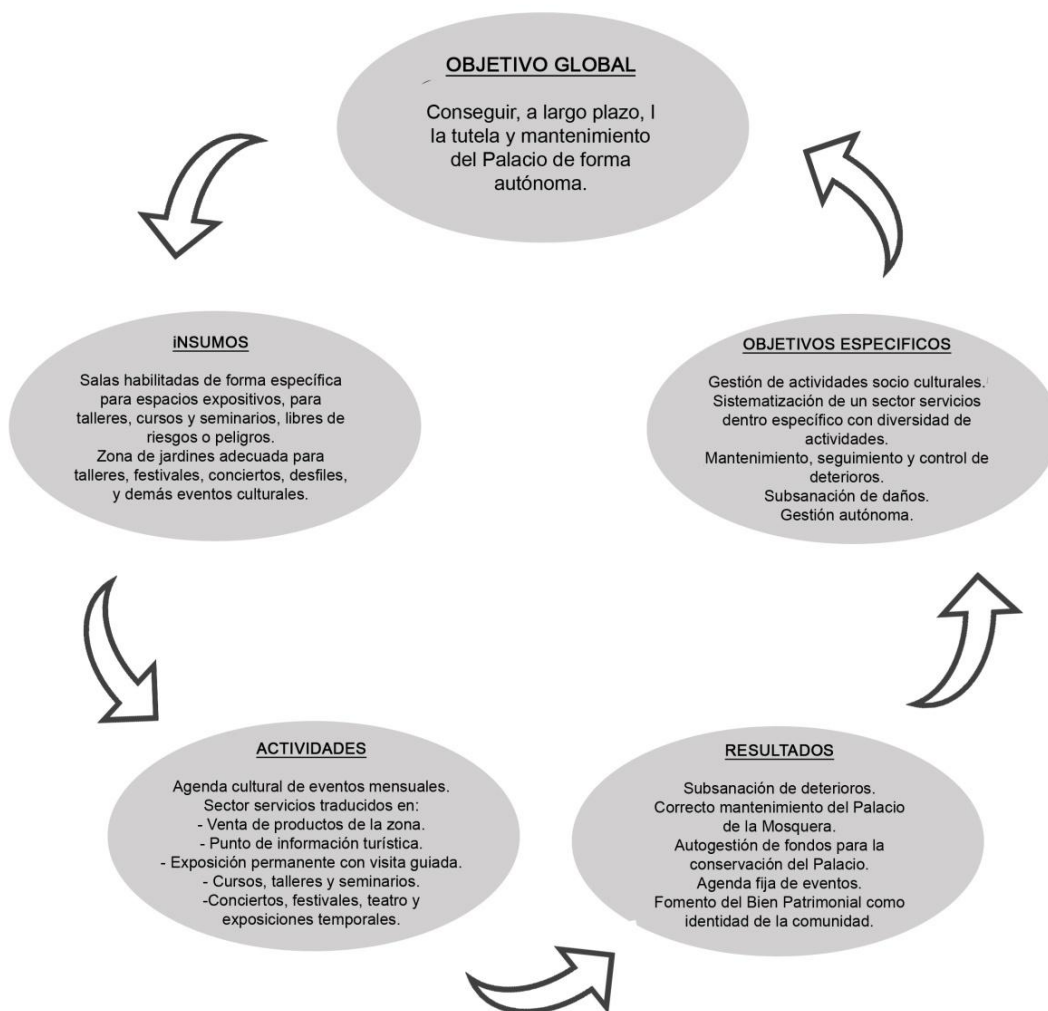 OBJETIVO GLOBAL
Conseguir, a largo plazo, l
la tutela y mantenimiento
del Palacio de forma
autónoma.
iNSUMOS
Salas habilitadas de forma específica
para espacios expositivos, para
talleres, cursos y seminarios, libres de
riesgos o peligros.
Zona de jardines adecuada para
talleres, festivales, conciertos, desfiles,
y demás eventos culturales.
ACTIVIDADES
Agenda cultural de eventos mensuales.
Sector servicios traducidos en:
- Venta de productos de la zona.
- Punto de información turística.
- Exposición permanente con visita guiada.
- Cursos, talleres y seminarios.
-Conciertos, festivales, teatro y
exposiciones temporales.
RESULTADOS
Subsanación de deterioros.
Correcto mantenimiento del Palacio
de la Mosquera.
Autogestión de fondos para la
conservación del Palacio.
Agenda fija de eventos.
Fomento del Bien Patrimonial como
identidad de la comunidad.
OBJETIVOS ESPECIFICOS
Gestión de actividades socio culturales.
Sistematización de un sector servicios
dentro específico con diversidad de
actividades.
Mantenimiento, seguimiento y control de
deterioros.
Subsanación de daños.
Gestión autónoma.